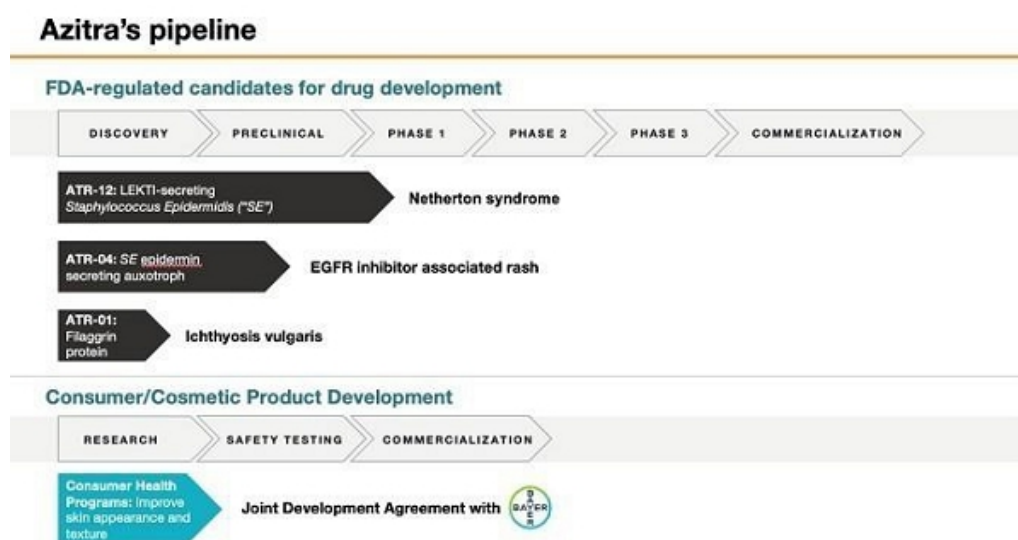 Azitra's pipeline
FDA-regulated candidates for drug development
DISCOVERY
PRECLINICAL
PHASE 1
PHASE 2
PHASE 3
COMMERCIALIZATION
ATR-12: LEKTI-secreting
Staphylococcus Epidermidis ("SE")
Netherton syndrome
ATR-04: SE epidermin
secreting auxotroph
EGFR inhibitor associated rash
ATR-01:
Filaggrin
protein
Ichthyosis vulgaris
Consumer/Cosmetic Product Development
RESEARCH
SAFETY TESTING
COMMERCIALIZATION
Consumer Health
Programs: Improve
skin appearance and
texture
Joint Development Agreement with
BAYER